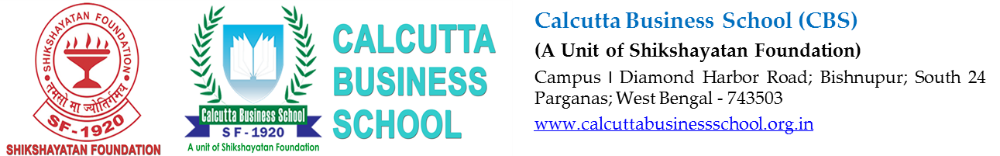 SHIKSHAYATAN FOUNDATION
तमसो मा ज्योतिर्गमय
SF-1920
SHIKSHAYATAN FOUNDATION
Calcutta Business School
SF-1920
A unit of Shikshayatan Foundation
CALCUTTA
BUSINESS
SCHOOL
Calcutta Business School (CBS)
(A Unit of Shikshayatan Foundation)
Campus | Diamond Harbor Road; Bishnupur; South 24
Parganas; West Bengal - 743503
www.calcuttabusinessschool.org.in